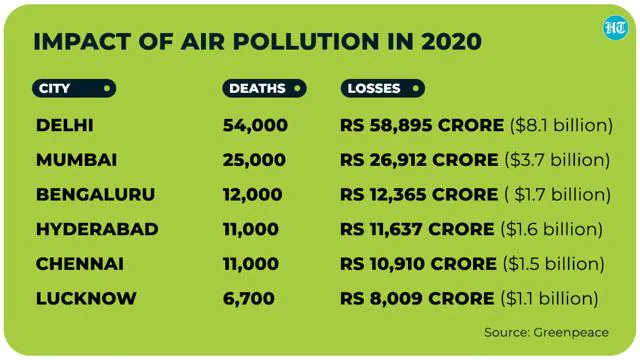 HT
IMPACT OF AIR POLLUTION IN 2020
CITY DEATHS LOSSES
DELHI 54,000 RS 58,895 CRORE ($8.1 billion)
MUMBAI 25,000 RS 26,912 CRORE ($3.7 billion)
BENGALURU 12,000 RS 12,365 CRORE ( $1.7 billion)
HYDERABAD 11,000 RS 11,637 CRORE ($1.6 billion)
CHENNAI 11,000 RS 10,910 CRORE ($1.5 billion)
LUCKNOW 6,700 RS 8,009 CRORE ($1.1 billion)
Source: Greenpeace